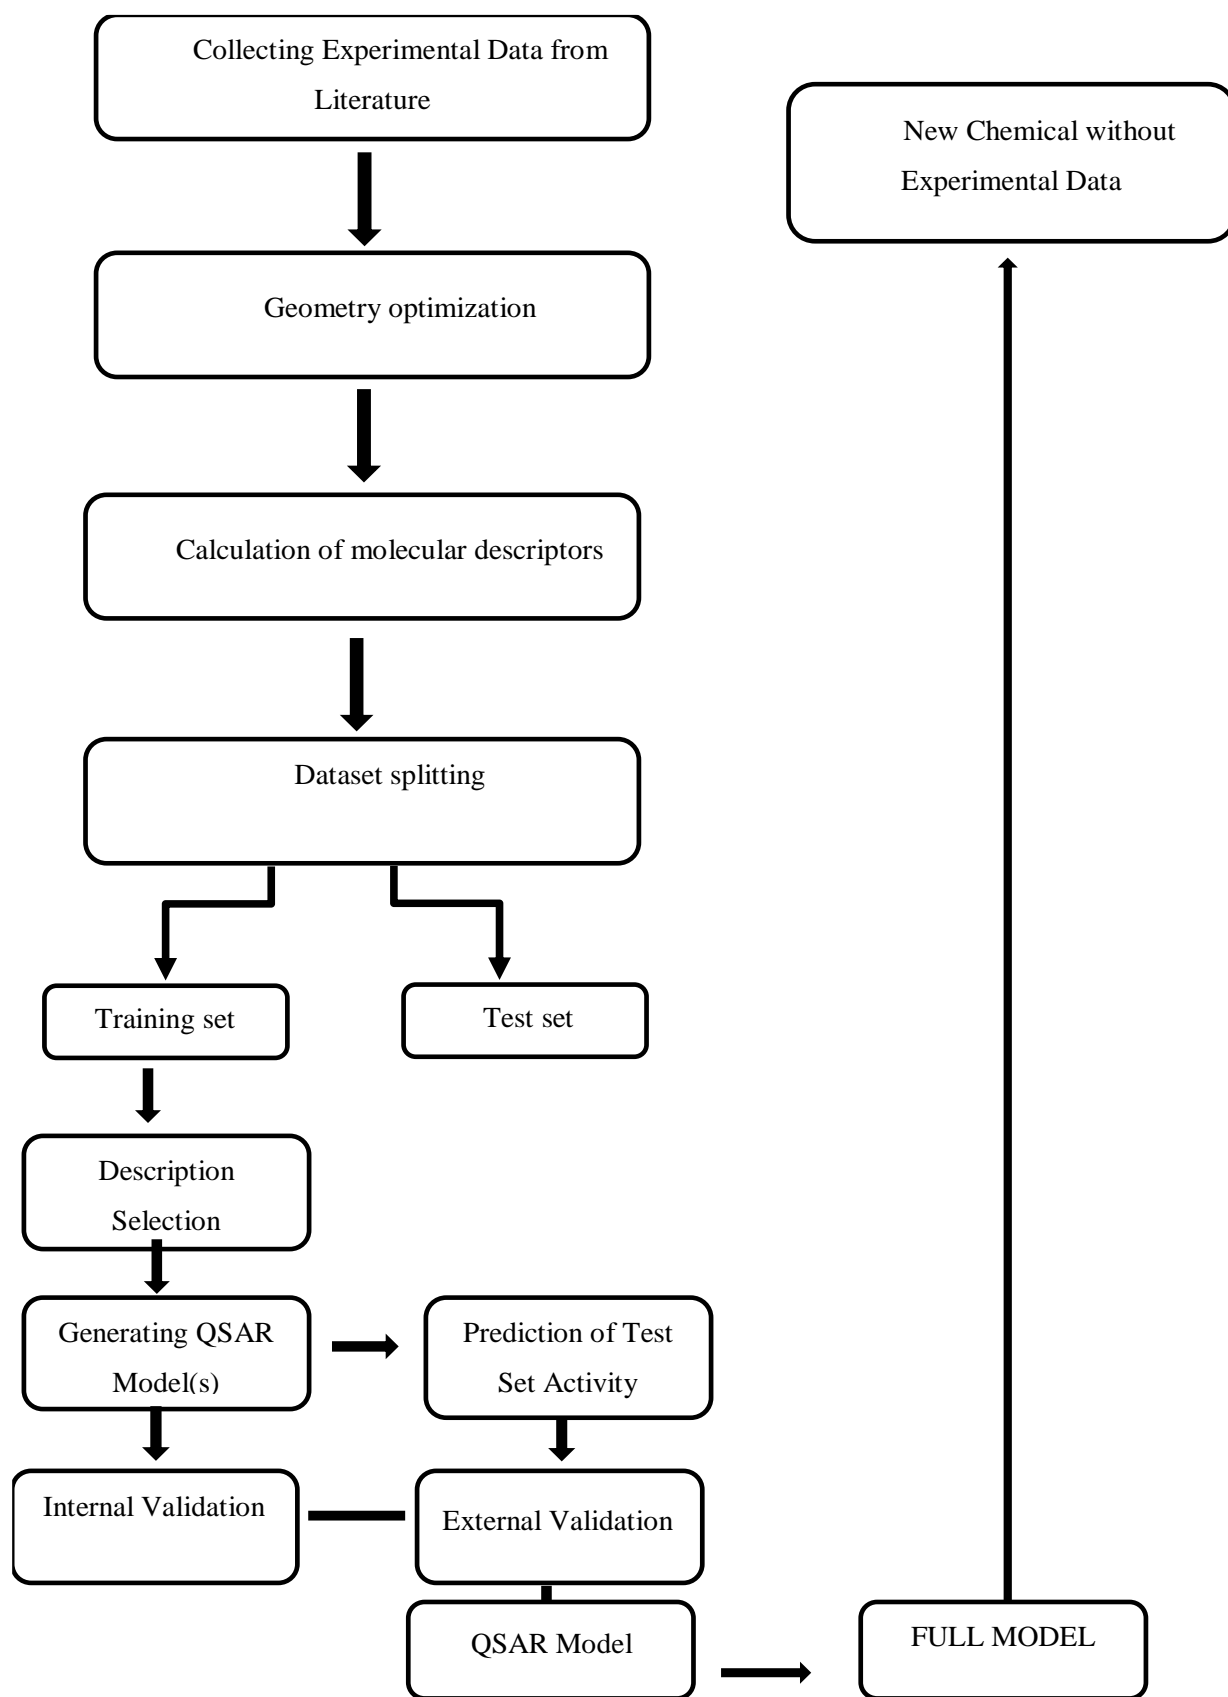 Collecting Experimental Data from
Literature
New Chemical without
Experimental Data
Geometry optimization
Calculation of molecular descriptors
Dataset splitting
Training set
Test set
Description
Selection
Generating QSAR
Model(s)
Prediction of Test
Set Activity
Internal Validation
External Validation
QSAR Model
FULL MODEL